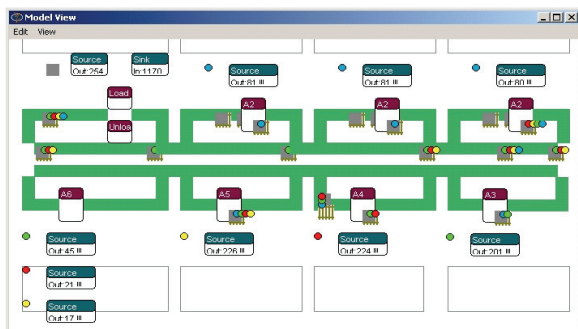 Model View
Edit View
Source
Out:254
Sink
In:1170
Source
Out:81
Source
Out:81
Source
Out:80
Load
Unloa
A2
A2
A2
A6
A5
A4
A3
Source
Out:45
Source
Out:226
Source
Out:224
Source
Out:201
Source
Out:21
Source
Out:17